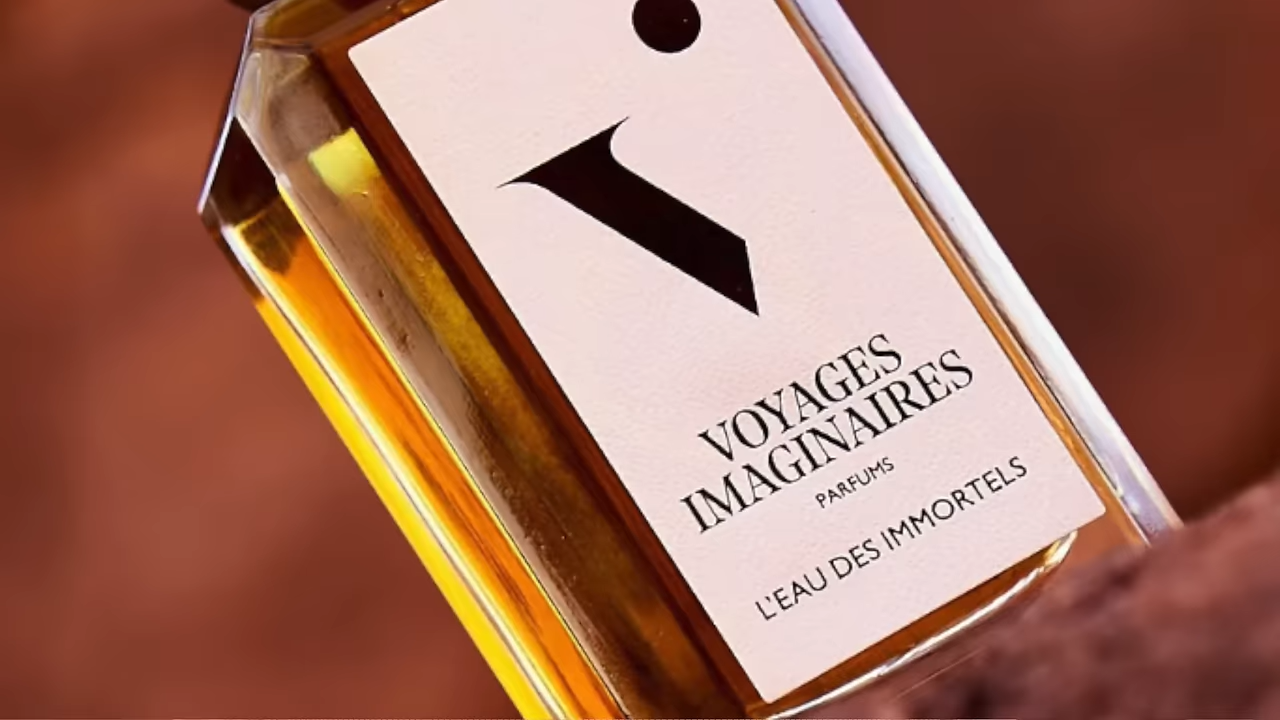 V
VOYAGES
IMAGINAIRES
PARFUMS
L'EAU DES IMMORTELS